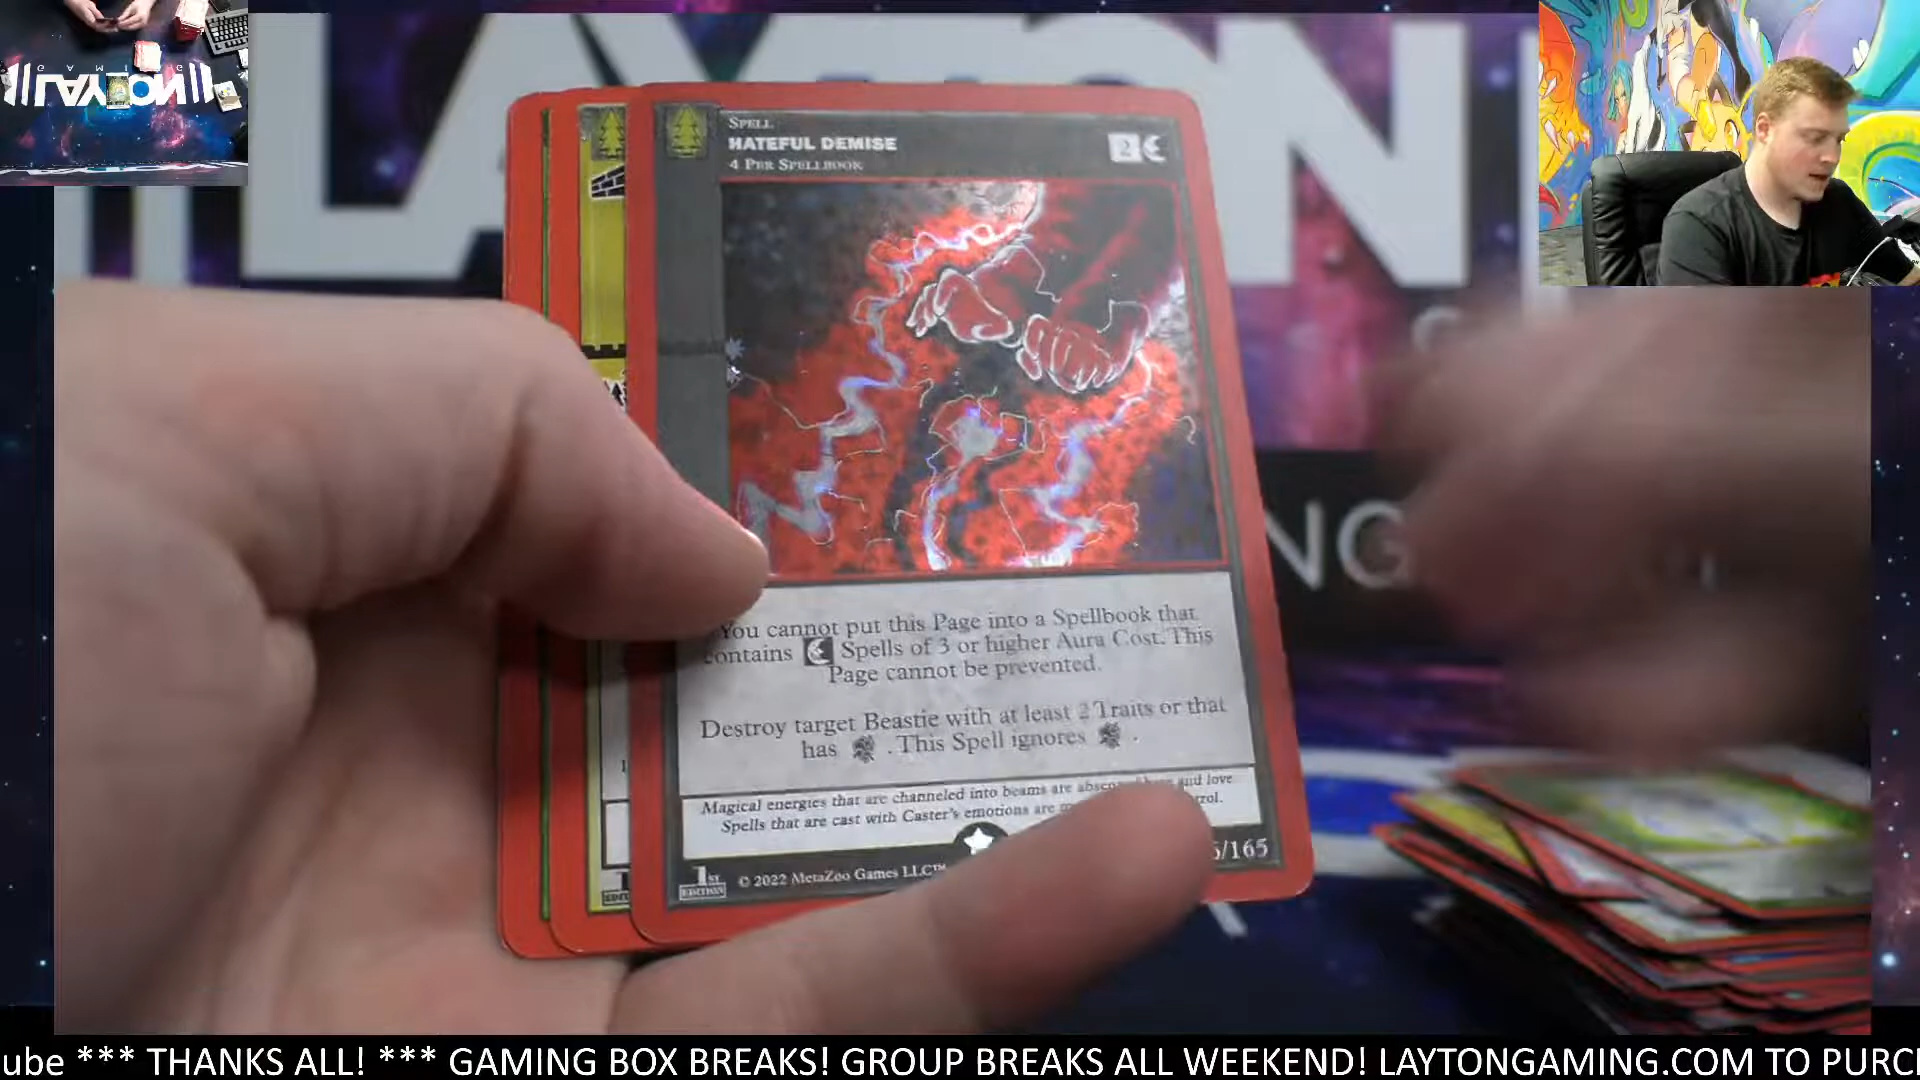 SPELL
HATEFUL DEMISE
4 PER SPELLBOOK
2
You cannot put this Page into a Spellbook that
contains Spells of 3 or higher Aura Cost. This
Page cannot be prevented.
Destroy target Beastie with at least 2 Traits or that
has . This Spell ignores .
Magical energies that are channeled into beams are and love
Spells that are cast with Caster's emotions are
1ST EDITION
© 2022 MetaZoo Games LLC™
/165
LAYTON
NG
ube *** THANKS ALL! *** GAMING BOX BREAKS! GROUP BREAKS ALL WEEKEND! LAYTONGAMING.COM TO PURC